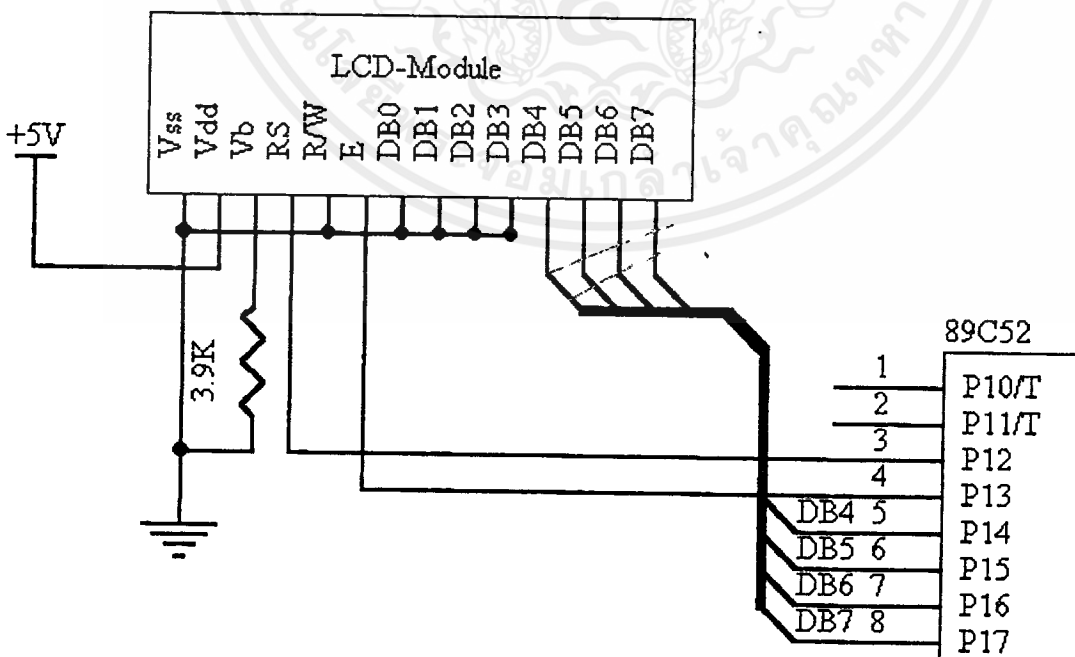 LCD-Module
Vss
Vdd
Vb
RS
R/W
E
DB0
DB1
DB2
DB3
DB4
DB5
DB6
DB7
+5V
3.9K
89C52
1
P10/T
2
P11/T
3
P12
4
P13
DB4 5
P14
DB5 6
P15
DB6 7
P16
DB7 8
P17